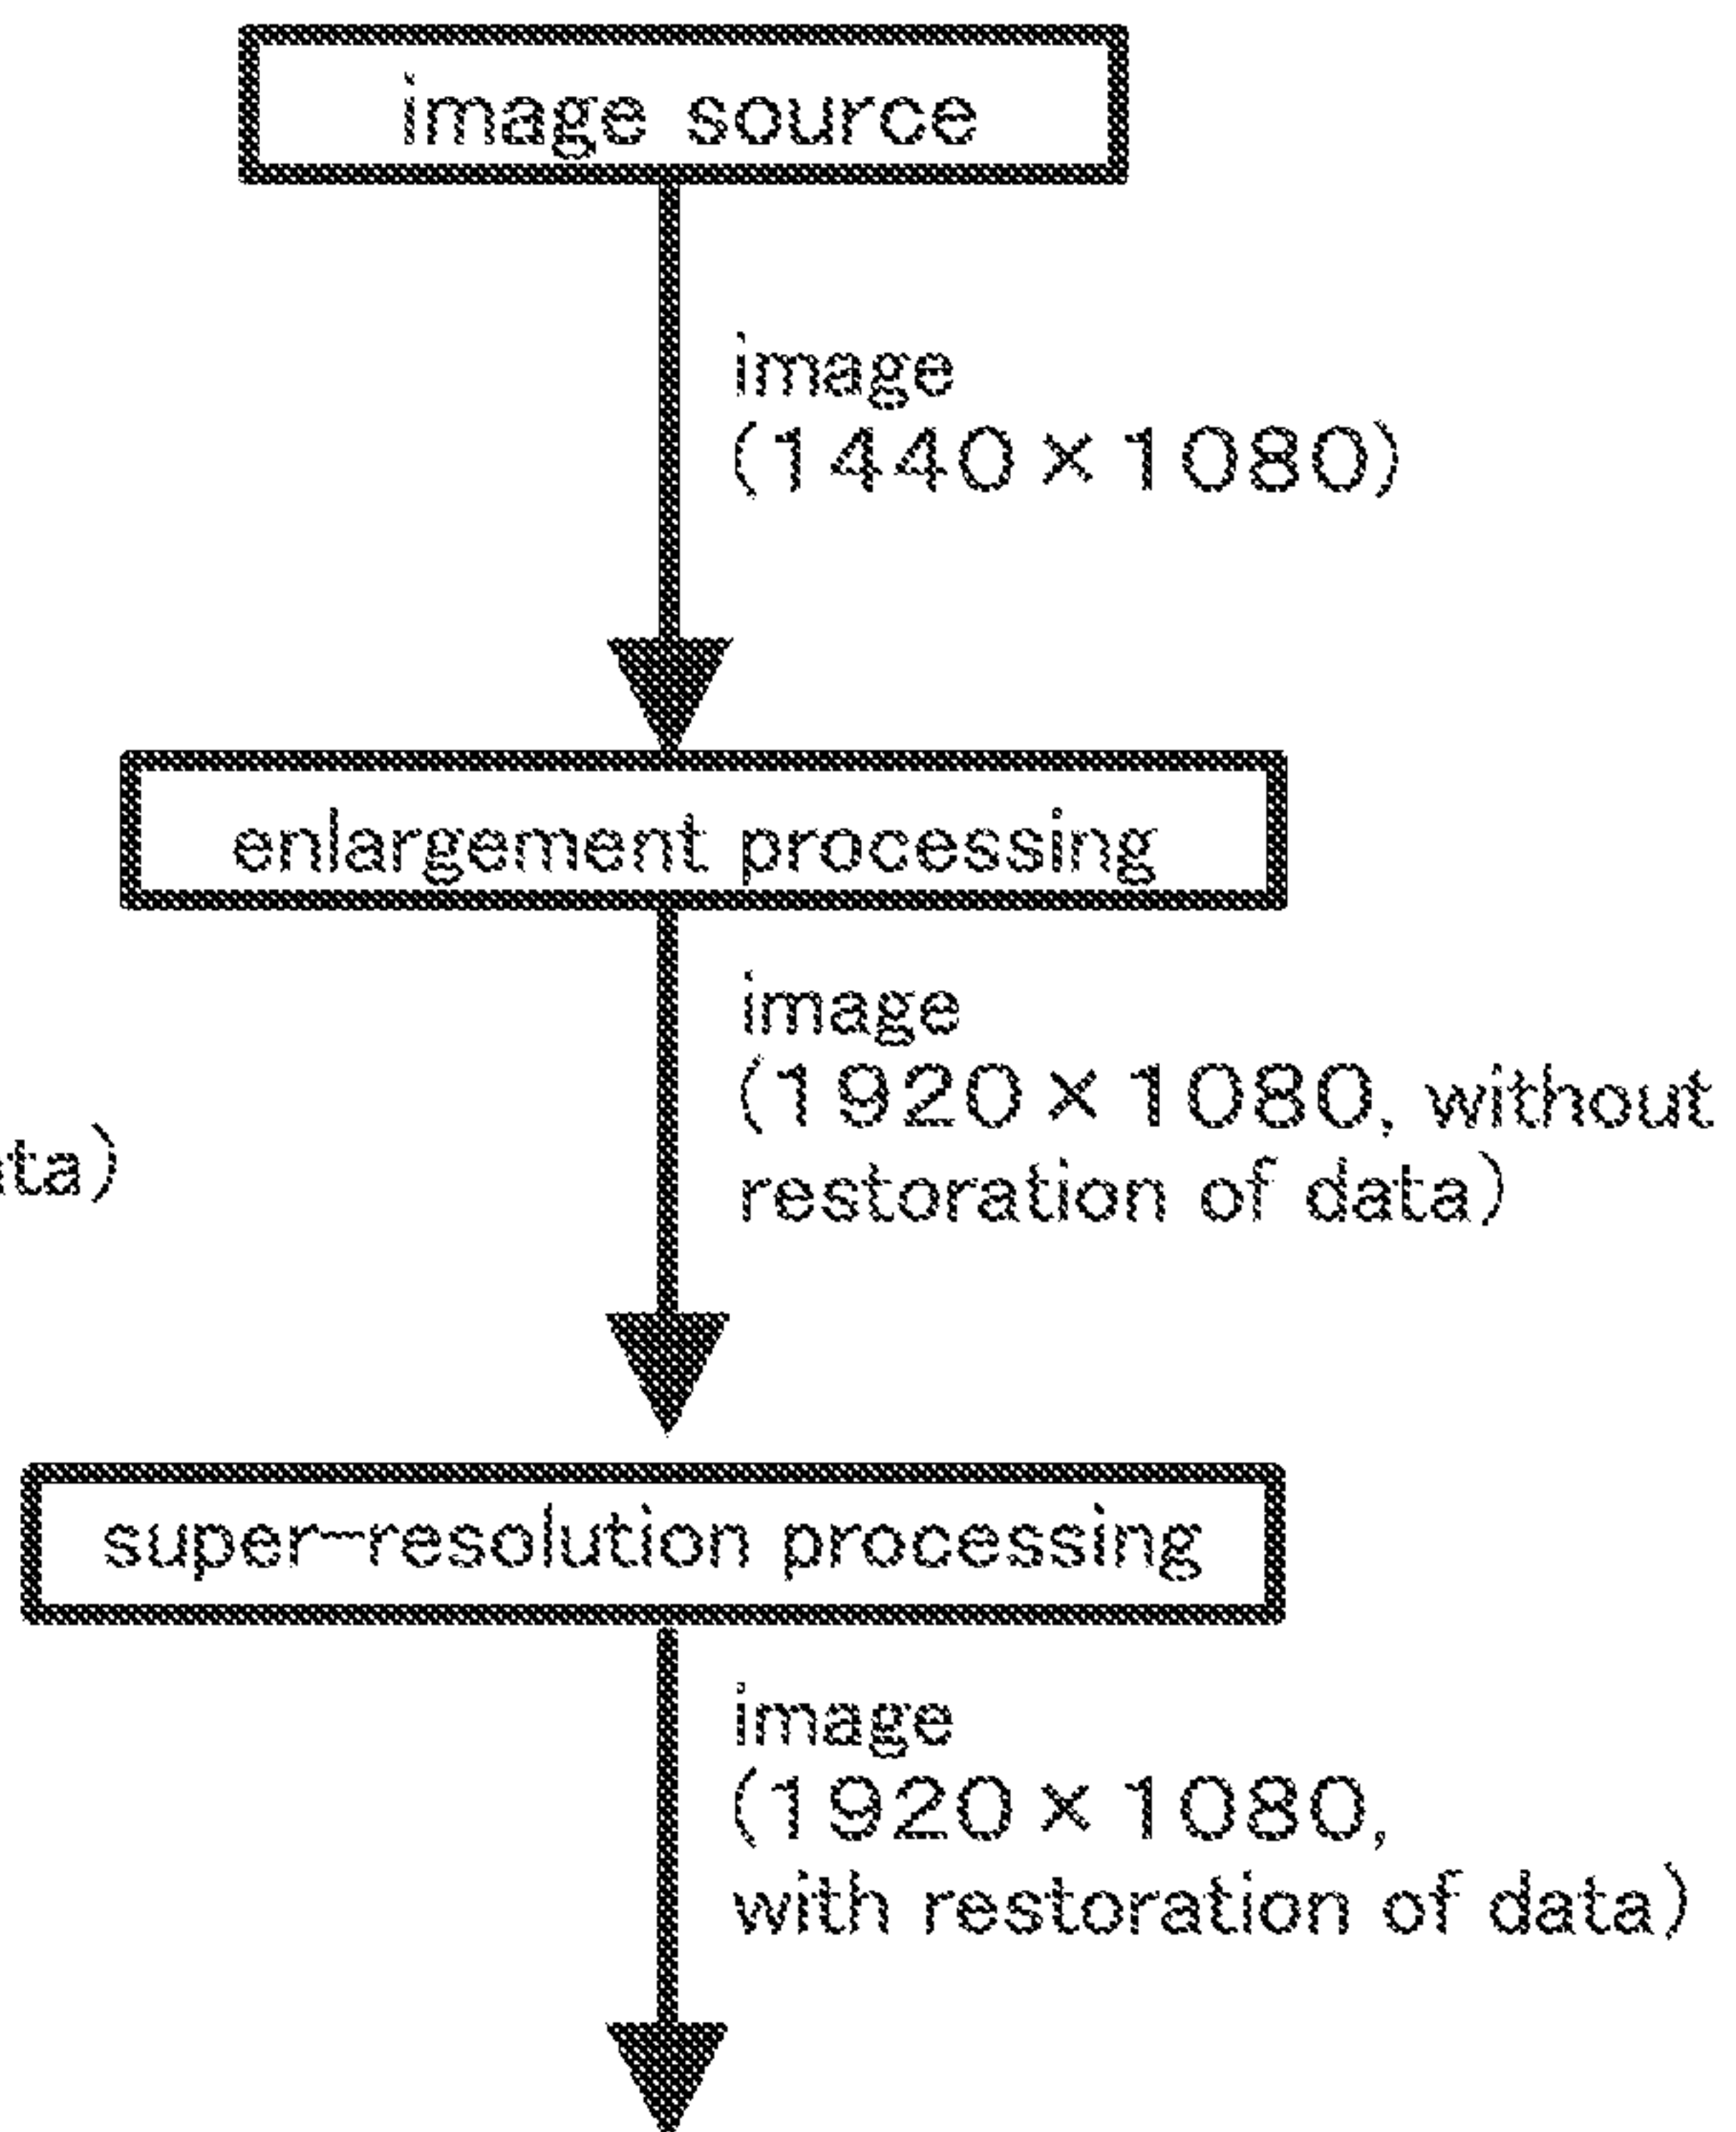 image source
image
(1440×1080)
enlargement processing
image
(1920×1080, without
restoration of data)
super-resolution processing
image
(1920×1080,
with restoration of data)